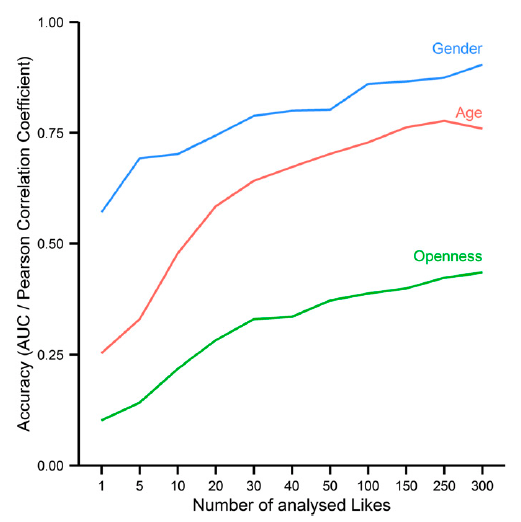 1.00
Gender
Age
0.75
0.50
Openness
0.25
0.00
Accuracy (AUC / Pearson Correlation Coefficient)
1 5 10 20 30 40 50 100 150 250 300
Number of analysed Likes